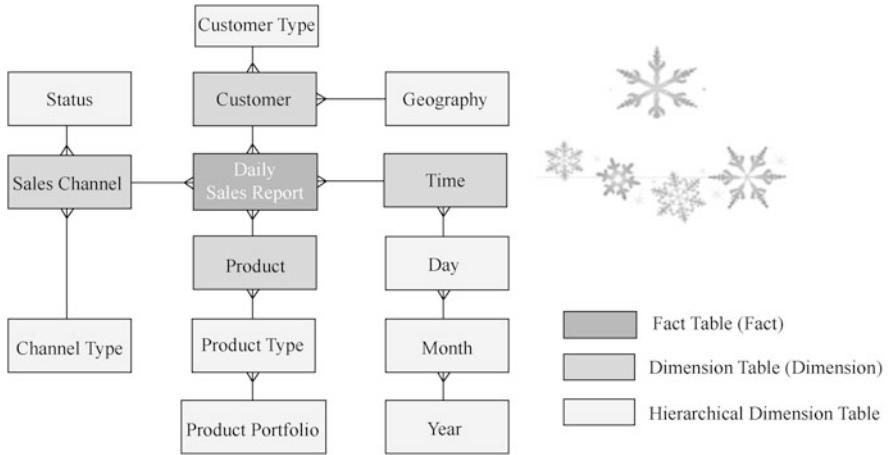 Customer Type
Status
Customer
Geography
Sales Channel
Daily
Sales Report
Time
Product
Day
Channel Type
Product Type
Month
Product Portfolio
Year
Fact Table (Fact)
Dimension Table (Dimension)
Hierarchical Dimension Table